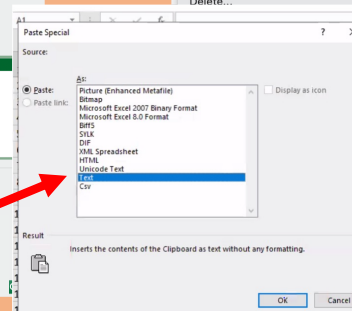 Delete...
A1
Paste Special
?
Source:
As:
Paste:
Paste link:
Picture (Enhanced Metafile)
Bitmap
Microsoft Excel 2007 Binary Format
Microsoft Excel 8.0 Format
Biff5
SYLK
DIF
XML Spreadsheet
HTML
Unicode Text
Text
Csv
Display as icon
Result
Inserts the contents of the Clipboard as text without any formatting.
OK
Cancel